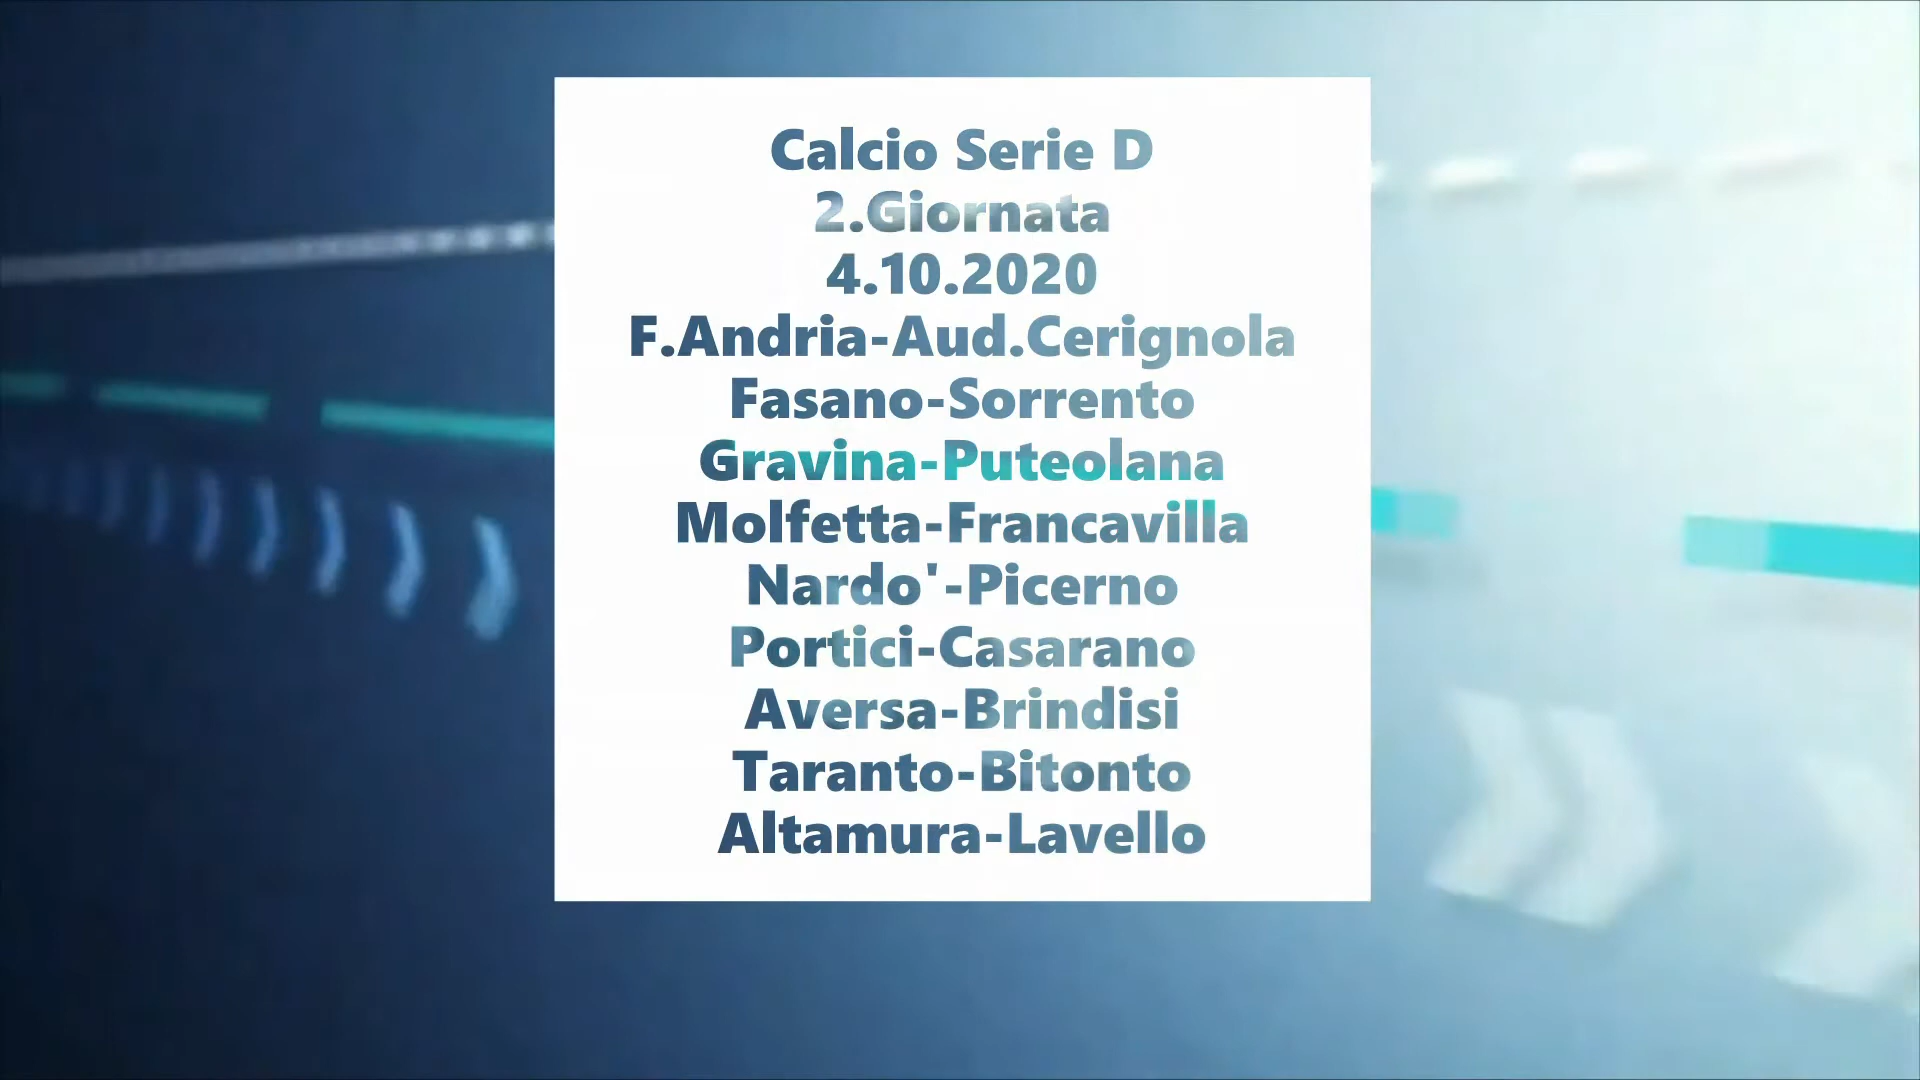 Calcio Serie D
2.Giornata
4.10.2020
F.Andria-Aud.Cerignola
Fasano-Sorrento
Gravina-Puteolana
Molfetta-Francavilla
Nardo'-Picerno
Portici-Casarano
Aversa-Brindisi
Taranto-Bitonto
Altamura-Lavello